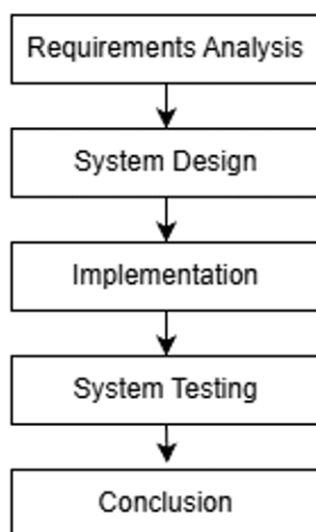 Requirements Analysis
System Design
Implementation
System Testing
Conclusion